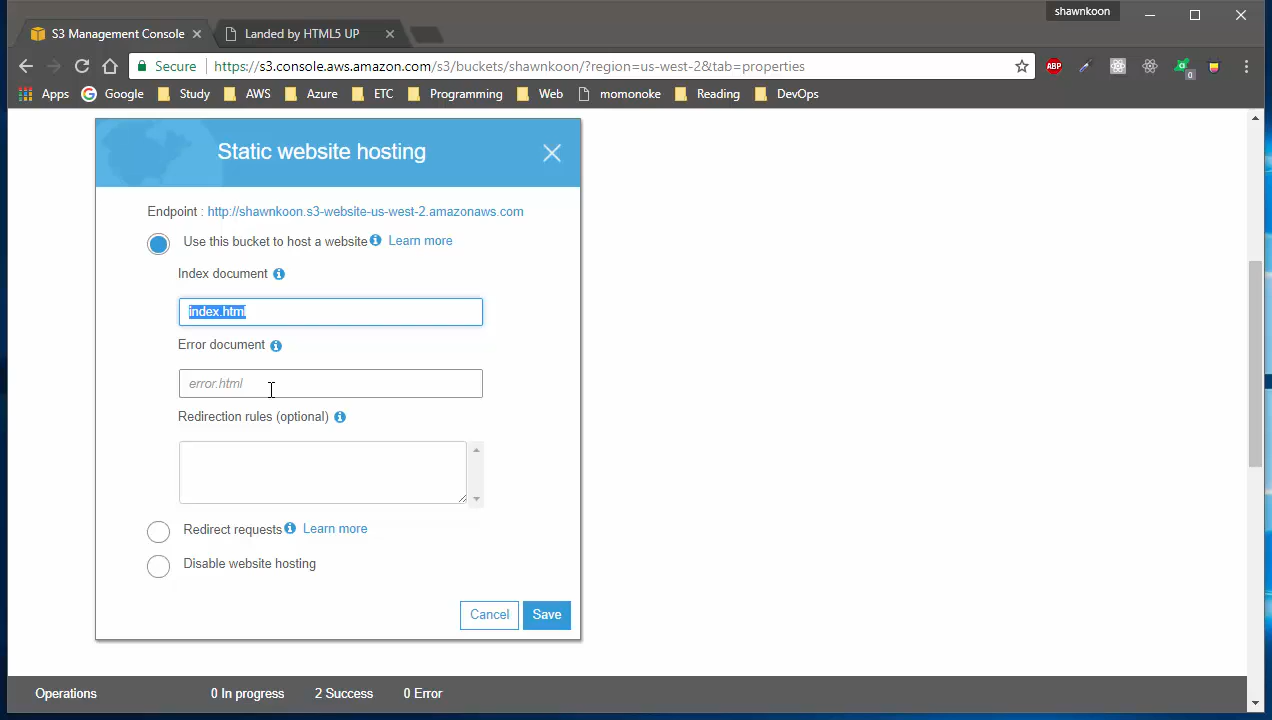 shawnkoon
S3 Management Console
Landed by HTML5 UP
Secure
https://s3.console.aws.amazon.com/s3/buckets/shawnkoon/?region=us-west-2&tab=properties
ABP
0
Apps
Google
Study
AWS
Azure
ETC
Programming
Web
momonoke
Reading
DevOps
Static website hosting
Endpoint : http://shawnkoon.s3-website-us-west-2.amazonaws.com
Use this bucket to host a website Learn more
Index document
index.html
Error document
error.html
Redirection rules (optional)
Redirect requests Learn more
Disable website hosting
Cancel
Save
Operations
0 In progress
2 Success
0 Error